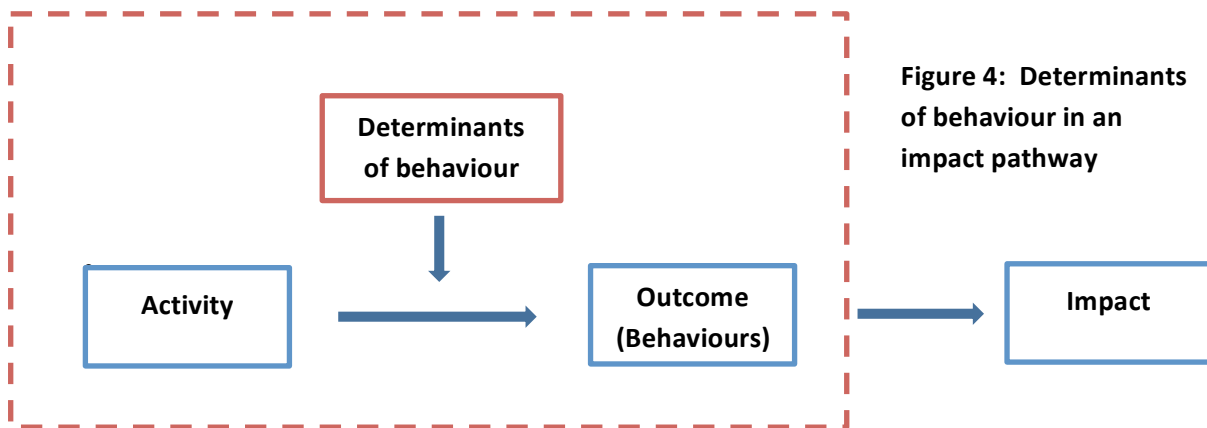 Figure 4:  Determinants
of behaviour in an
impact pathway
Determinants
of behaviour
Activity
Outcome
(Behaviours)
Impact